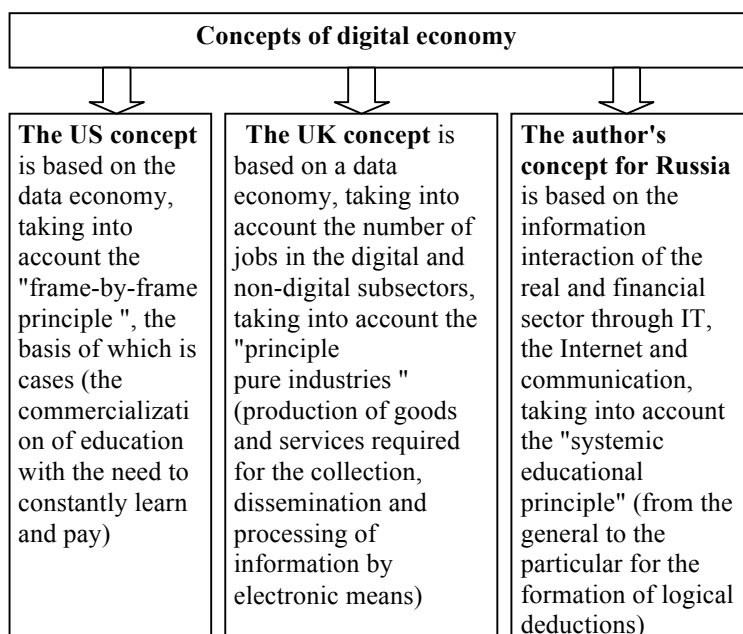 Concepts of digital economy
The US concept
is based on the
data economy,
taking into
account the
"frame-by-frame
principle ", the
basis of which is
cases (the
commercializati
on of education
with the need to
constantly learn
and pay)
The UK concept is
based on a data
economy, taking into
account the number of
jobs in the digital and
non-digital subsectors,
taking into account the
"principle
pure industries "
(production of goods
and services required
for the collection,
dissemination and
processing of
information by
electronic means)
The author's
concept for Russia
is based on the
information
interaction of the
real and financial
sector through IT,
the Internet and
communication,
taking into account
the "systemic
educational
principle" (from the
general to the
particular for the
formation of logical
deductions)